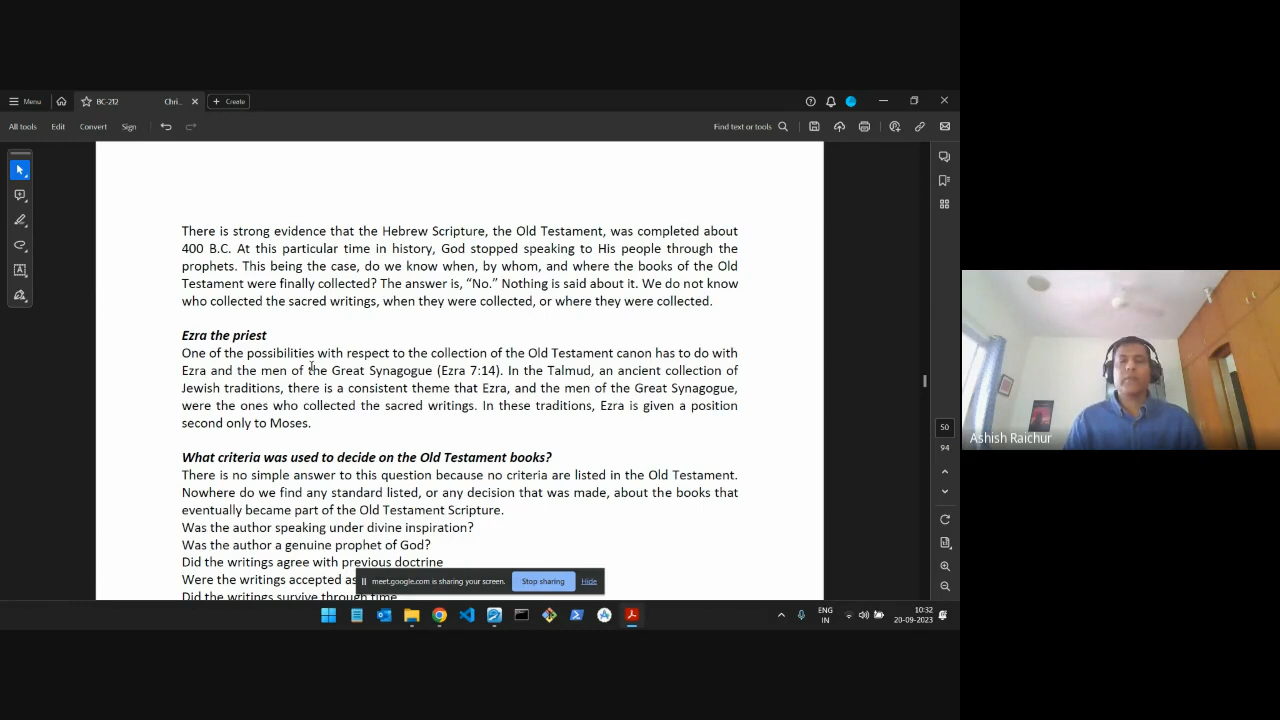 Menu
BC-212
Chri...
Create
All tools
Edit
Convert
Sign
Find text or tools
There is strong evidence that the Hebrew Scripture, the Old Testament, was completed about
400 B.C. At this particular time in history, God stopped speaking to His people through the
prophets. This being the case, do we know when, by whom, and where the books of the Old
Testament were finally collected? The answer is, “No.” Nothing is said about it. We do not know
who collected the sacred writings, when they were collected, or where they were collected.
Ezra the priest
One of the possibilities with respect to the collection of the Old Testament canon has to do with
Ezra and the men of the Great Synagogue (Ezra 7:14). In the Talmud, an ancient collection of
Jewish traditions, there is a consistent theme that Ezra, and the men of the Great Synagogue,
were the ones who collected the sacred writings. In these traditions, Ezra is given a position
second only to Moses.
What criteria was used to decide on the Old Testament books?
There is no simple answer to this question because no criteria are listed in the Old Testament.
Nowhere do we find any standard listed, or any decision that was made, about the books that
eventually became part of the Old Testament Scripture.
Was the author speaking under divine inspiration?
Was the author a genuine prophet of God?
Did the writings agree with previous doctrine
Were the writings accepted as
Did the writings survive through time
meet.google.com is sharing your screen.
Stop sharing
Hide
50
94
Ashish Raichur
ENG
IN
10:32
20-09-2023